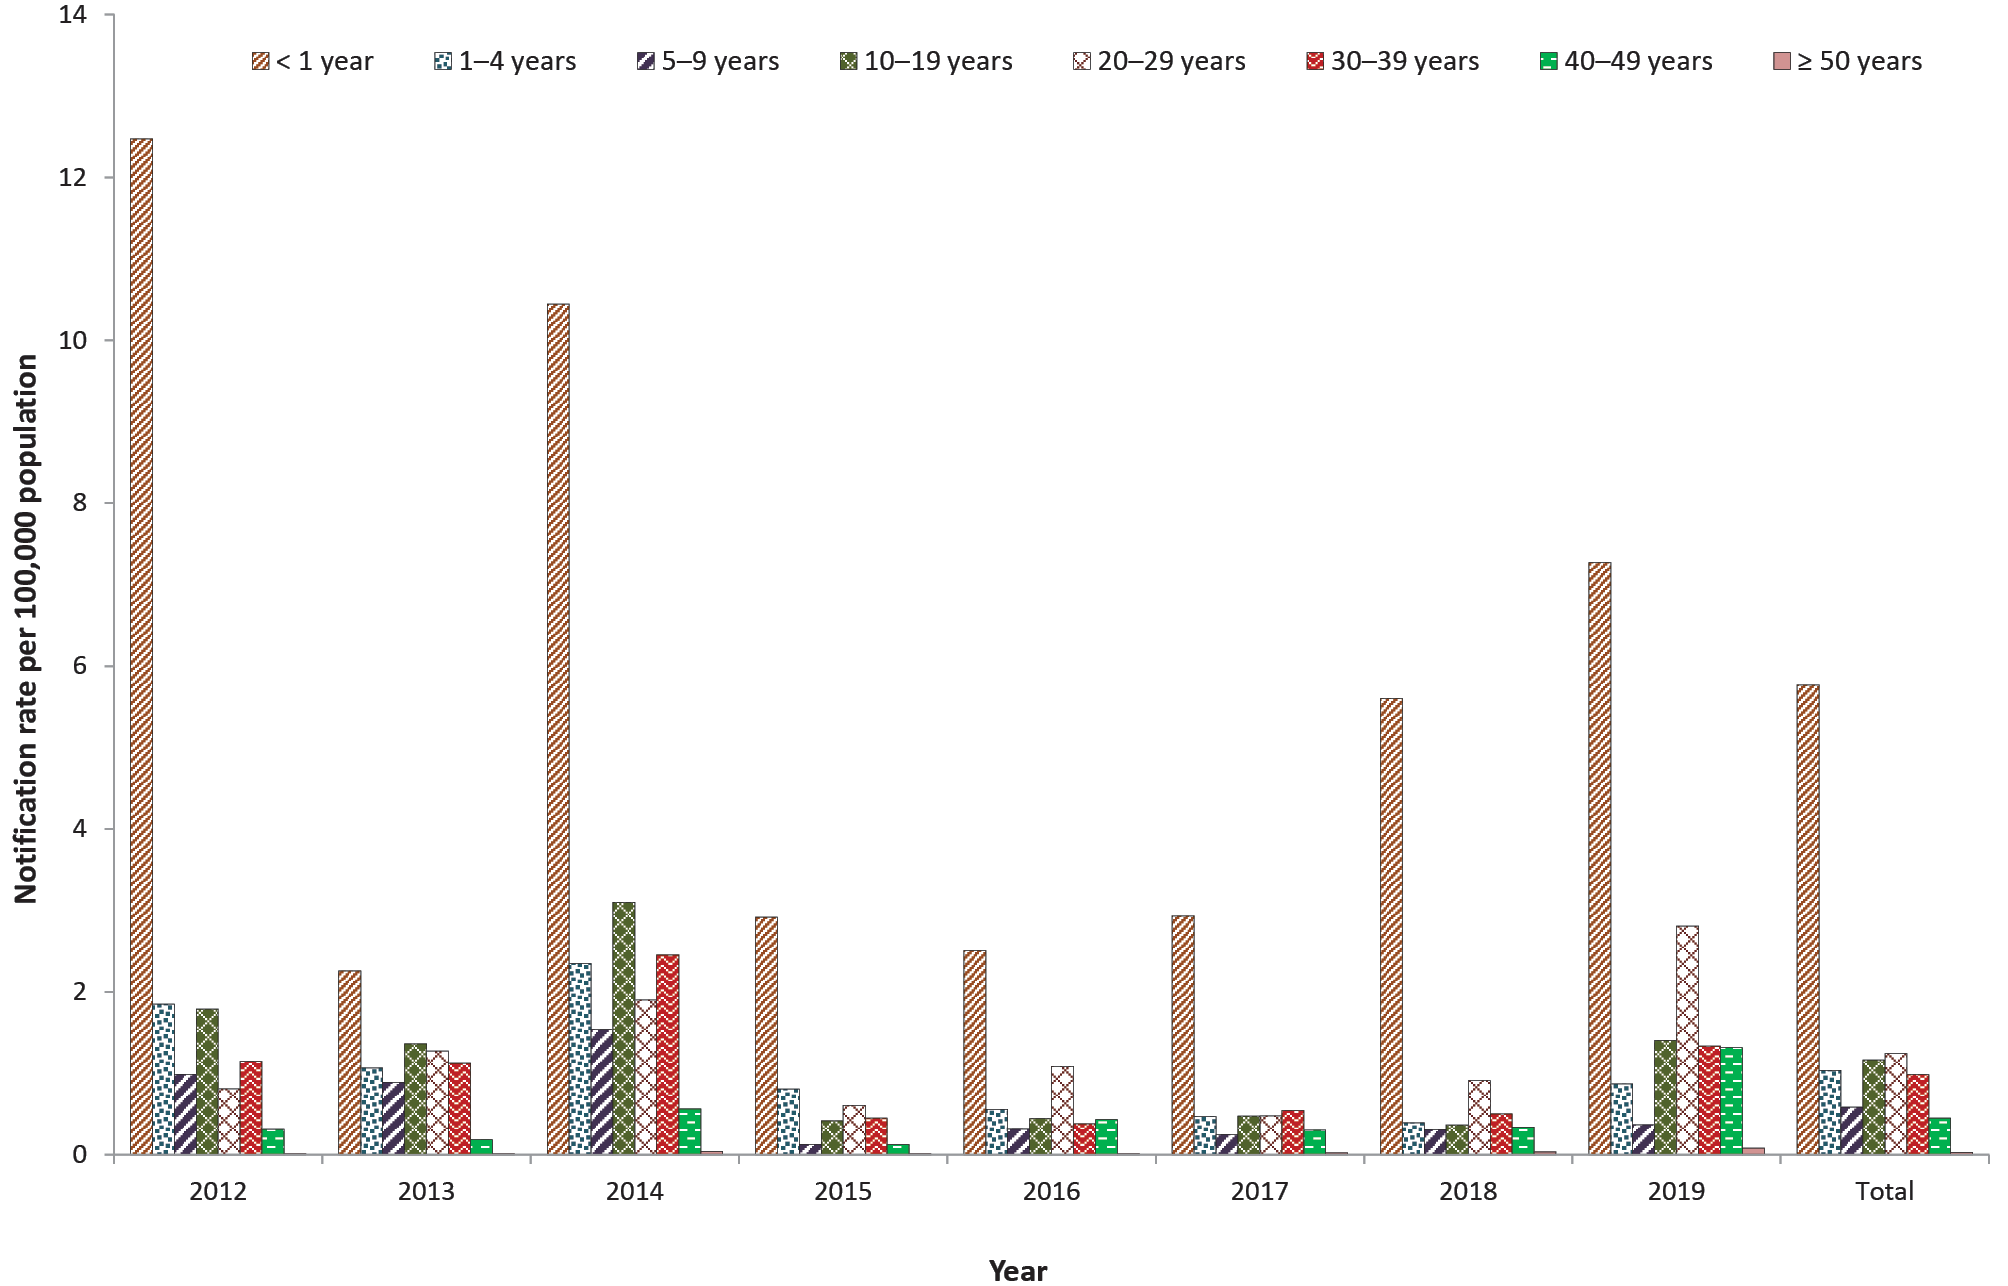 14
< 1 year 1–4 years 5–9 years 10–19 years 20–29 years 30–39 years 40–49 years ≥ 50 years
12
10
8
6
4
2
0
Notification rate per 100,000 population
2012 2013 2014 2015 2016 2017 2018 2019 Total
Year